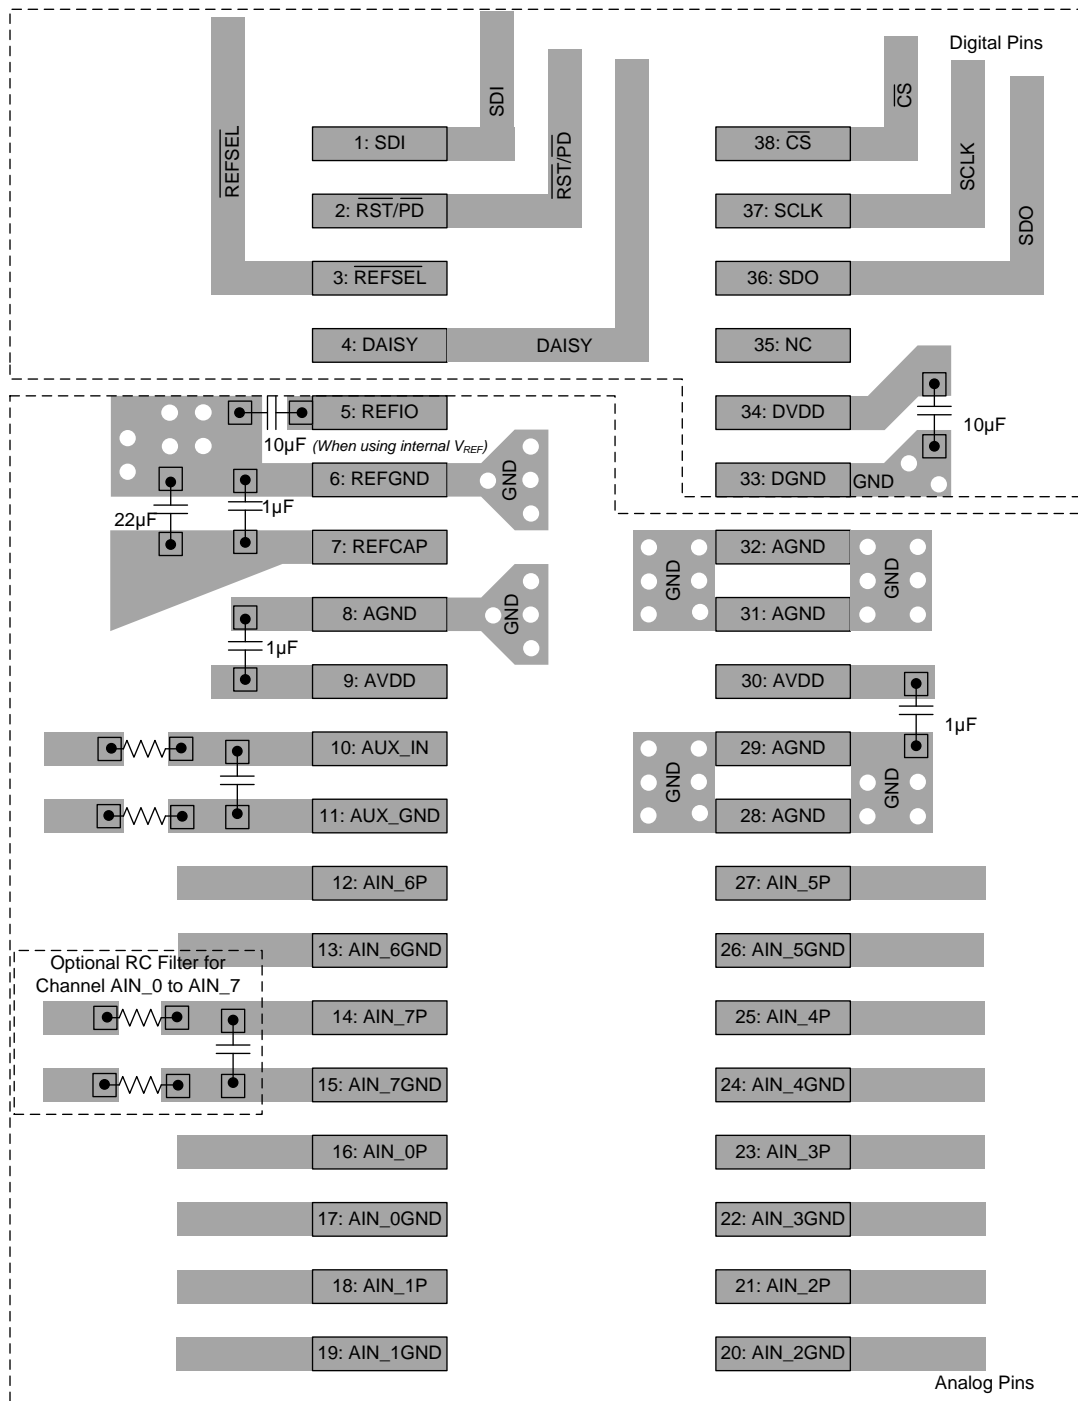 Digital Pins
SDI
CS
REFSEL
RST/PD
SCLK
SDO
1: SDI
38: CS
2: RST/PD
37: SCLK
3: REFSEL
36: SDO
4: DAISY
DAISY
35: NC
5: REFIO
34: DVDD
10µF
10µF (When using internal VREF)
6: REFGND
GND
33: DGND
GND
22µF
1µF
7: REFCAP
32: AGND
GND
GND
8: AGND
GND
31: AGND
1µF
9: AVDD
30: AVDD
1µF
10: AUX_IN
29: AGND
GND
GND
11: AUX_GND
28: AGND
12: AIN_6P
27: AIN_5P
13: AIN_6GND
26: AIN_5GND
Optional RC Filter for
Channel AIN_0 to AIN_7
14: AIN_7P
25: AIN_4P
15: AIN_7GND
24: AIN_4GND
16: AIN_0P
23: AIN_3P
17: AIN_0GND
22: AIN_3GND
18: AIN_1P
21: AIN_2P
19: AIN_1GND
20: AIN_2GND
Analog Pins